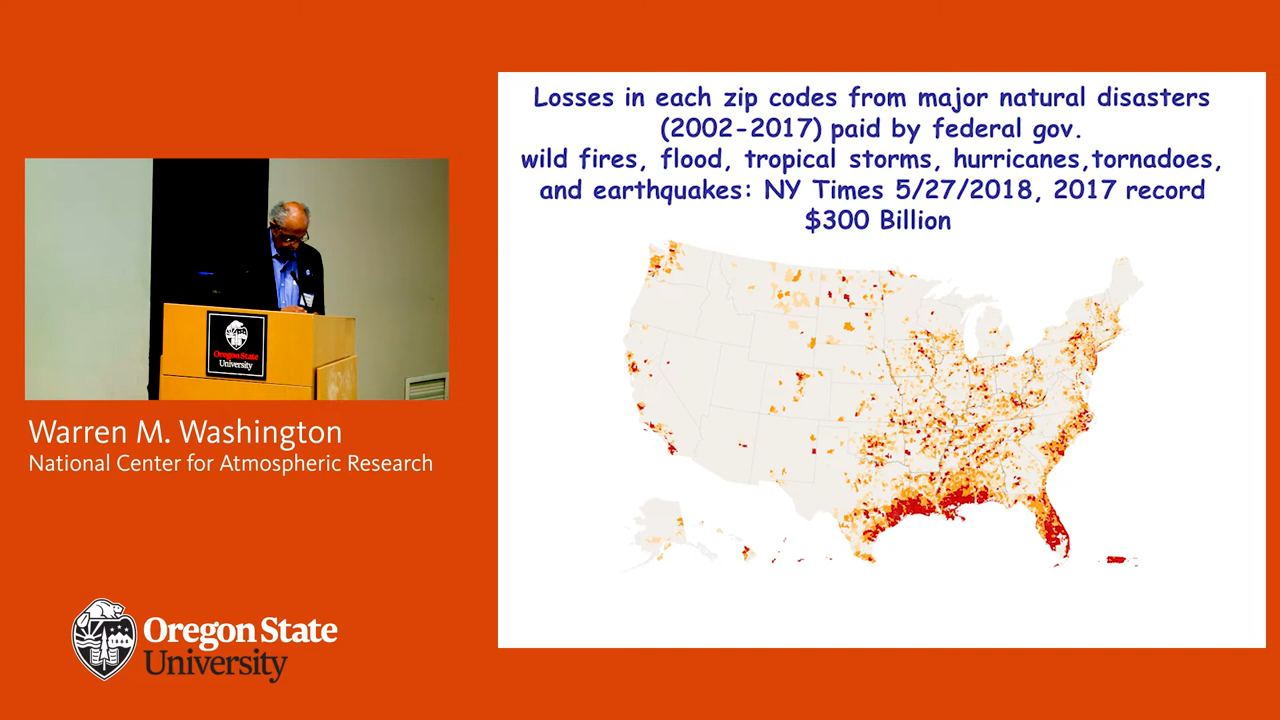 Losses in each zip codes from major natural disasters
(2002-2017) paid by federal gov.
wild fires, flood, tropical storms, hurricanes,tornadoes,
and earthquakes: NY Times 5/27/2018, 2017 record
$300 Billion
Oregon State
University
Warren M. Washington
National Center for Atmospheric Research
Oregon State
University